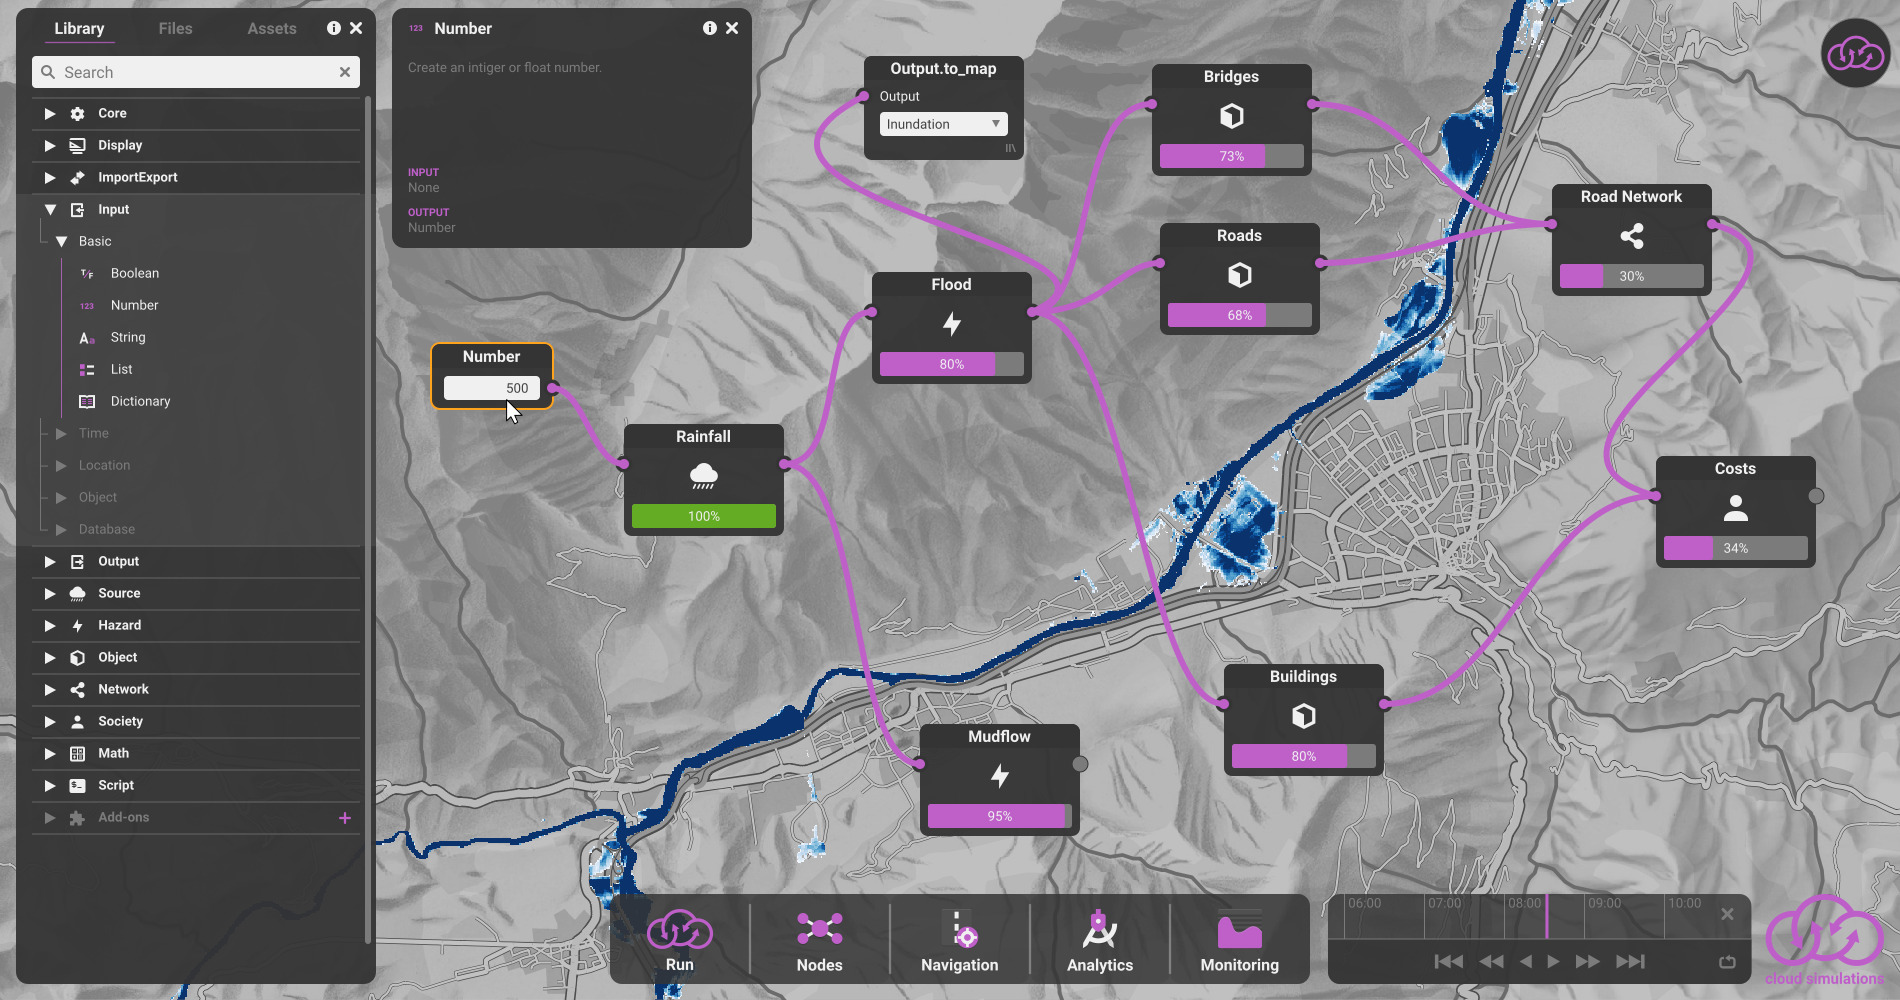 Library
Files
Assets
Search
Core
Display
ImportExport
Input
Basic
T/F Boolean
123 Number
Aa String
List
Dictionary
Time
Location
Object
Database
Output
Source
Hazard
Object
Network
Society
Math
Script
Add-ons
123 Number
Create an intiger or float number.
INPUT
None
OUTPUT
Number
Output.to_map
Output
Inundation
Bridges
73%
Road Network
30%
Roads
68%
Flood
80%
Number
500
Rainfall
100%
Costs
34%
Buildings
80%
Mudflow
95%
Run
Nodes
Navigation
Analytics
Monitoring
06:00
07:00
08:00
09:00
10:00
cloud simulations